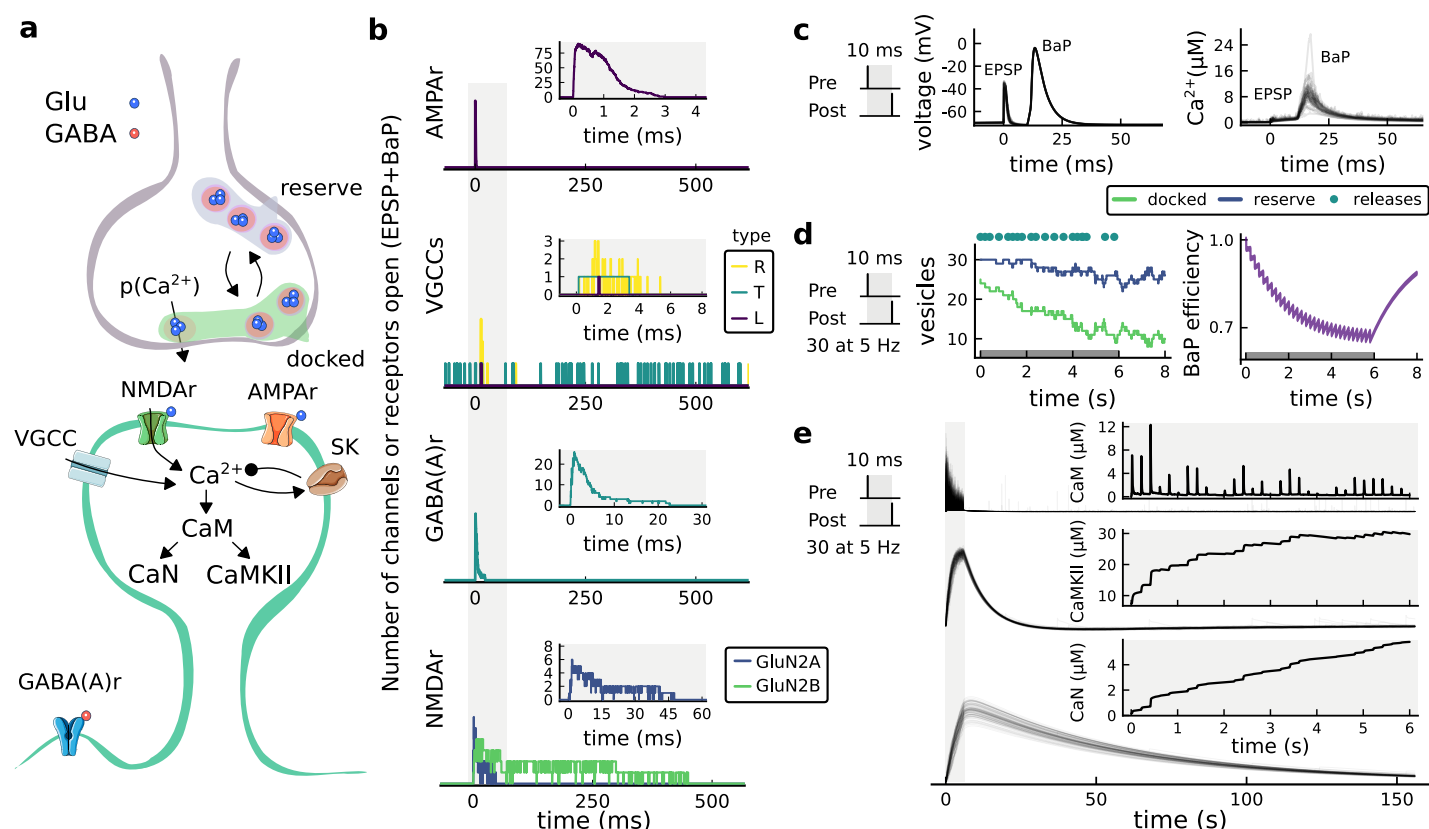 a
Glu
GABA
reserve
p(Ca²⁺)
docked
NMDAr
AMPAr
VGCC
SK
Ca²⁺
CaM
CaN
CaMKII
GABA(A)r
b
Number of channels or receptors open (EPSP+BaP)
AMPAr
75
50
25
0
0 1 2 3 4
time (ms)
0 250 500
VGCCs
3
2
1
0
0 2 4 6 8
time (ms)
type
R
T
L
0 250 500
GABA(A)r
20
10
0
0 10 20 30
time (ms)
0 250 500
NMDAr
8
6
4
2
0
0 15 30 45 60
time (ms)
GluN2A
GluN2B
0 250 500
time (ms)
c
10 ms
Pre
Post
voltage (mV)
0
-20
-40
-60
EPSP
BaP
0 25 50
time (ms)
Ca²⁺(μM)
24
16
8
0
EPSP
BaP
0 25 50
time (ms)
docked reserve releases
d
10 ms
Pre
Post
30 at 5 Hz
vesicles
30
20
10
0 2 4 6 8
time (s)
BaP efficiency
1.0
0.7
0 2 4 6 8
time (s)
e
10 ms
Pre
Post
30 at 5 Hz
CaM (μM)
12
8
4
0
CaMKII (μM)
30
20
10
CaN (μM)
4
2
0
0 1 2 3 4 5 6
time (s)
0 50 100 150
time (s)